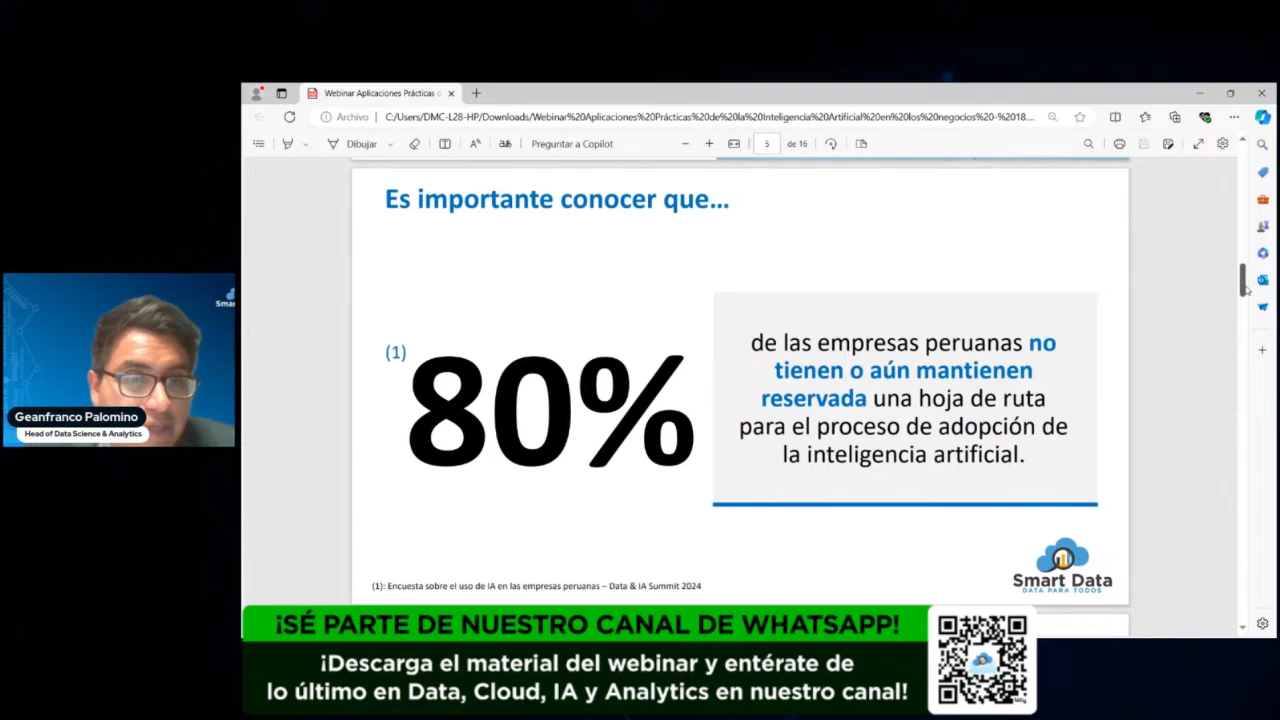 Webinar Aplicaciones Prácticas d
Archivo
C:/Users/DMC-L28-HP/Downloads/Webinar%20Aplicaciones%20Prácticas%20de%20la%20Inteligencia%20Artificial%20en%20los%20negocios%20-%2018...
Dibujar
aあ
Preguntar a Copilot
5
de 16
Es importante conocer que...
(1)
80%
de las empresas peruanas no
tienen o aún mantienen
reservada una hoja de ruta
para el proceso de adopción de
la inteligencia artificial.
Smart Data
DATA PARA TODOS
(1): Encuesta sobre el uso de IA en las empresas peruanas – Data & IA Summit 2024
Smar
Geanfranco Palomino
Head of Data Science & Analytics
¡SÉ PARTE DE NUESTRO CANAL DE WHATSAPP!
¡Descarga el material del webinar y entérate de
lo último en Data, Cloud, IA y Analytics en nuestro canal!